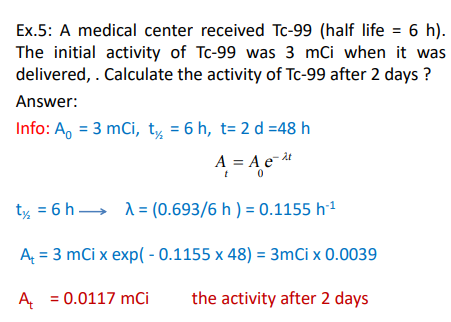 Ex.5: A medical center received Tc-99 (half life = 6 h).
The initial activity of Tc-99 was 3 mCi when it was
delivered, . Calculate the activity of Tc-99 after 2 days ?
Answer:
Info: A₀ = 3 mCi, t½ = 6 h, t= 2 d =48 h
Aₜ = A₀ e^(- λt)
t½ = 6 h ⟶ λ = (0.693/6 h ) = 0.1155 h⁻¹
Aₜ = 3 mCi x exp( - 0.1155 x 48) = 3mCi x 0.0039
Aₜ = 0.0117 mCi the activity after 2 days